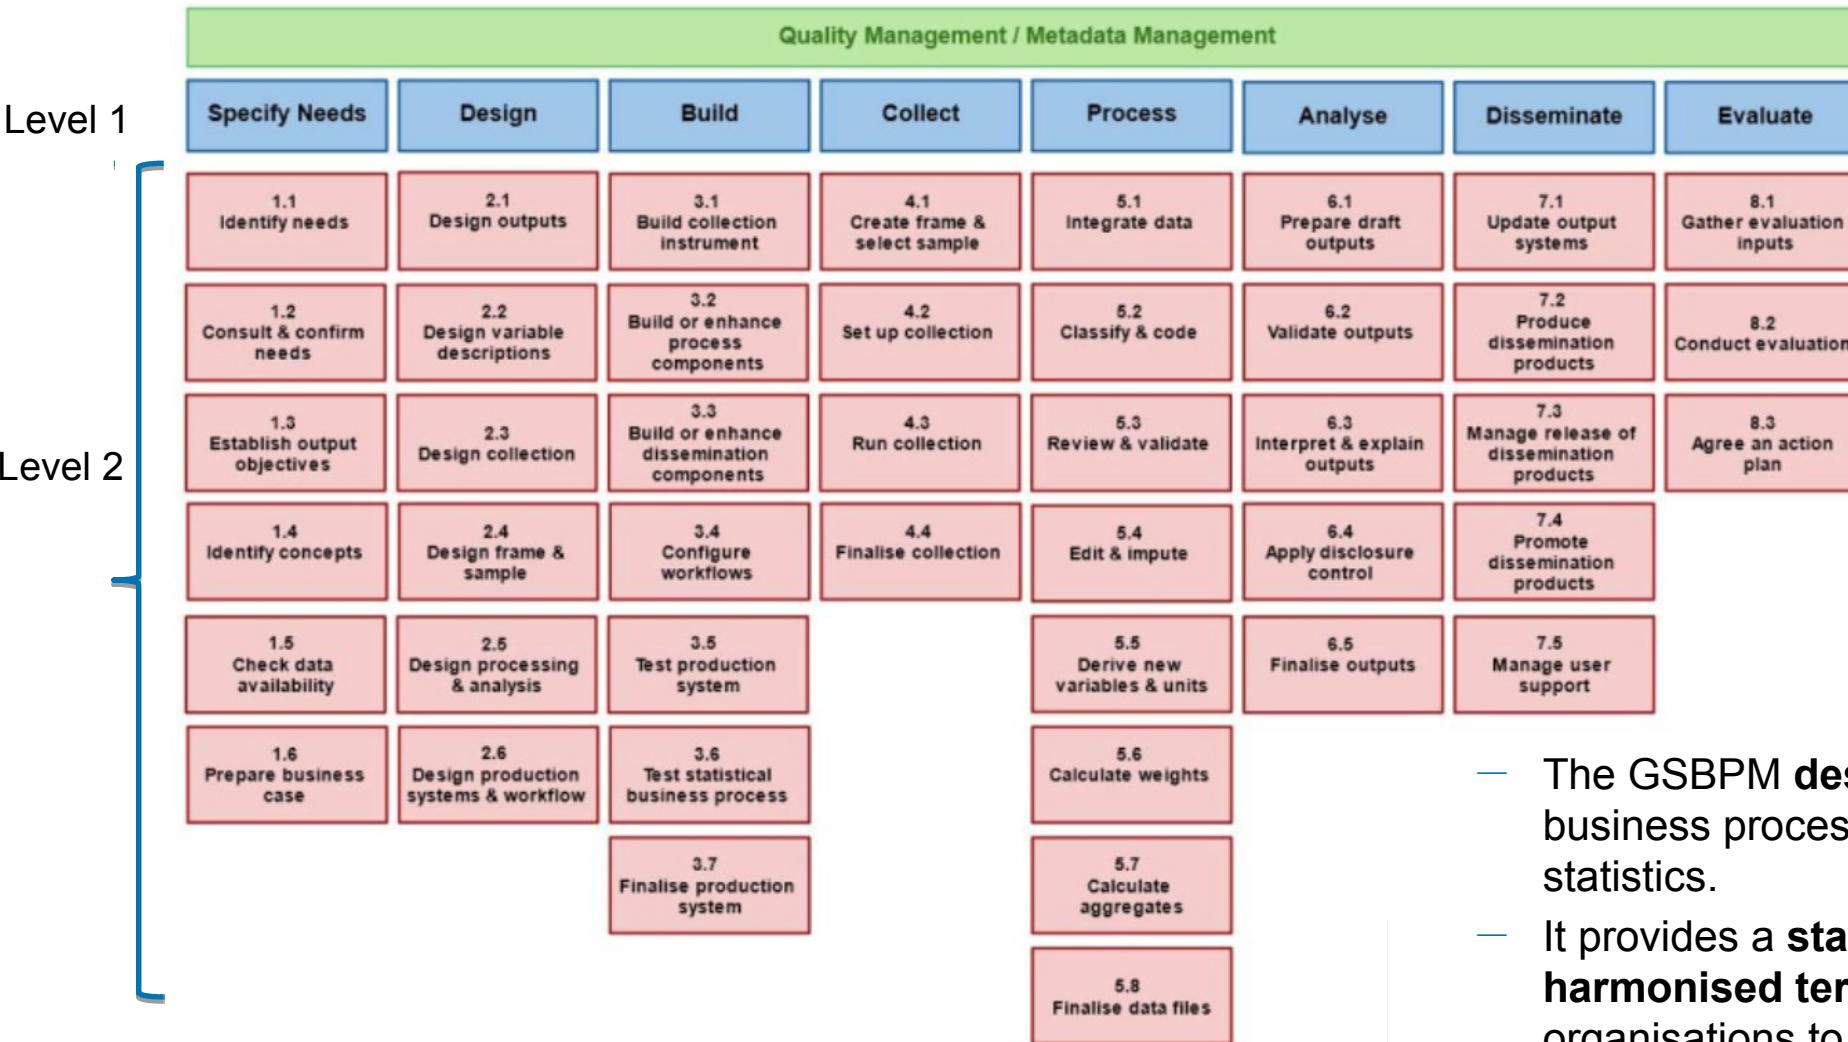 Quality Management / Metadata Management
Level 1
Specify Needs
Design
Build
Collect
Process
Analyse
Disseminate
Evaluate
Level 2
1.1
Identify needs
1.2
Consult & confirm
needs
1.3
Establish output
objectives
1.4
Identify concepts
1.5
Check data
availability
1.6
Prepare business
case
2.1
Design outputs
2.2
Design variable
descriptions
2.3
Design collection
2.4
Design frame &
sample
2.5
Design processing
& analysis
2.6
Design production
systems & workflow
3.1
Build collection
instrument
3.2
Build or enhance
process
components
3.3
Build or enhance
dissemination
components
3.4
Configure
workflows
3.5
Test production
system
3.6
Test statistical
business process
3.7
Finalise production
system
4.1
Create frame &
select sample
4.2
Set up collection
4.3
Run collection
4.4
Finalise collection
5.1
Integrate data
5.2
Classify & code
5.3
Review & validate
5.4
Edit & impute
5.5
Derive new
variables & units
5.6
Calculate weights
5.7
Calculate
aggregates
5.8
Finalise data files
6.1
Prepare draft
outputs
6.2
Validate outputs
6.3
Interpret & explain
outputs
6.4
Apply disclosure
control
6.5
Finalise outputs
7.1
Update output
systems
7.2
Produce
dissemination
products
7.3
Manage release of
dissemination
products
7.4
Promote
dissemination
products
7.5
Manage user
support
8.1
Gather evaluation
inputs
8.2
Conduct evaluation
8.3
Agree an action
plan
— The GSBPM des
business proces
statistics.
— It provides a sta
harmonised ter
organisations to